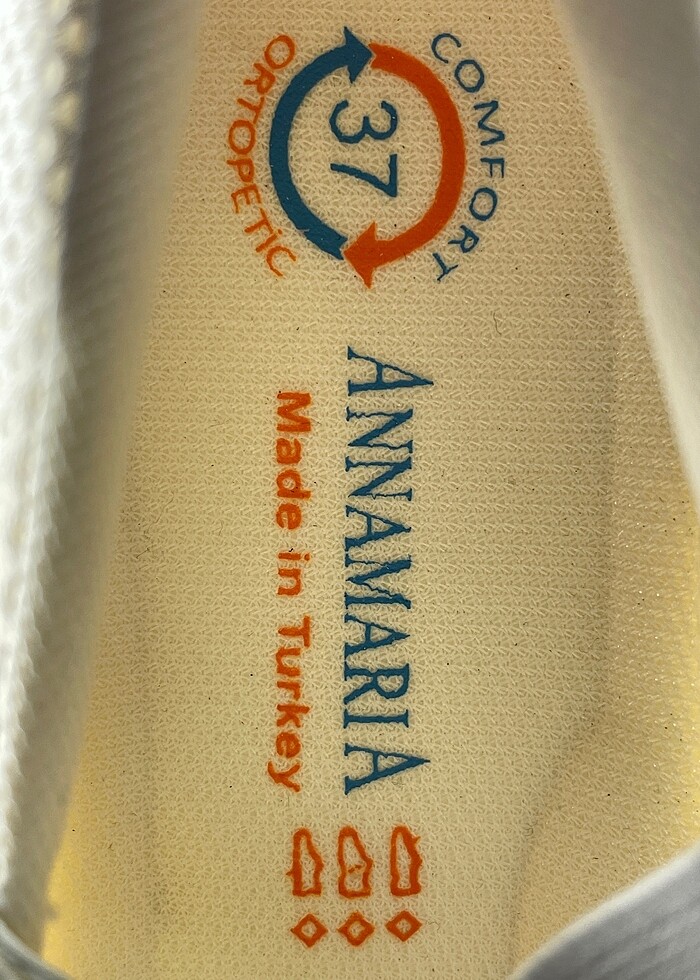 COMFORT
37
ORTOPETIC
ANNAMARIA
Made in Turkey